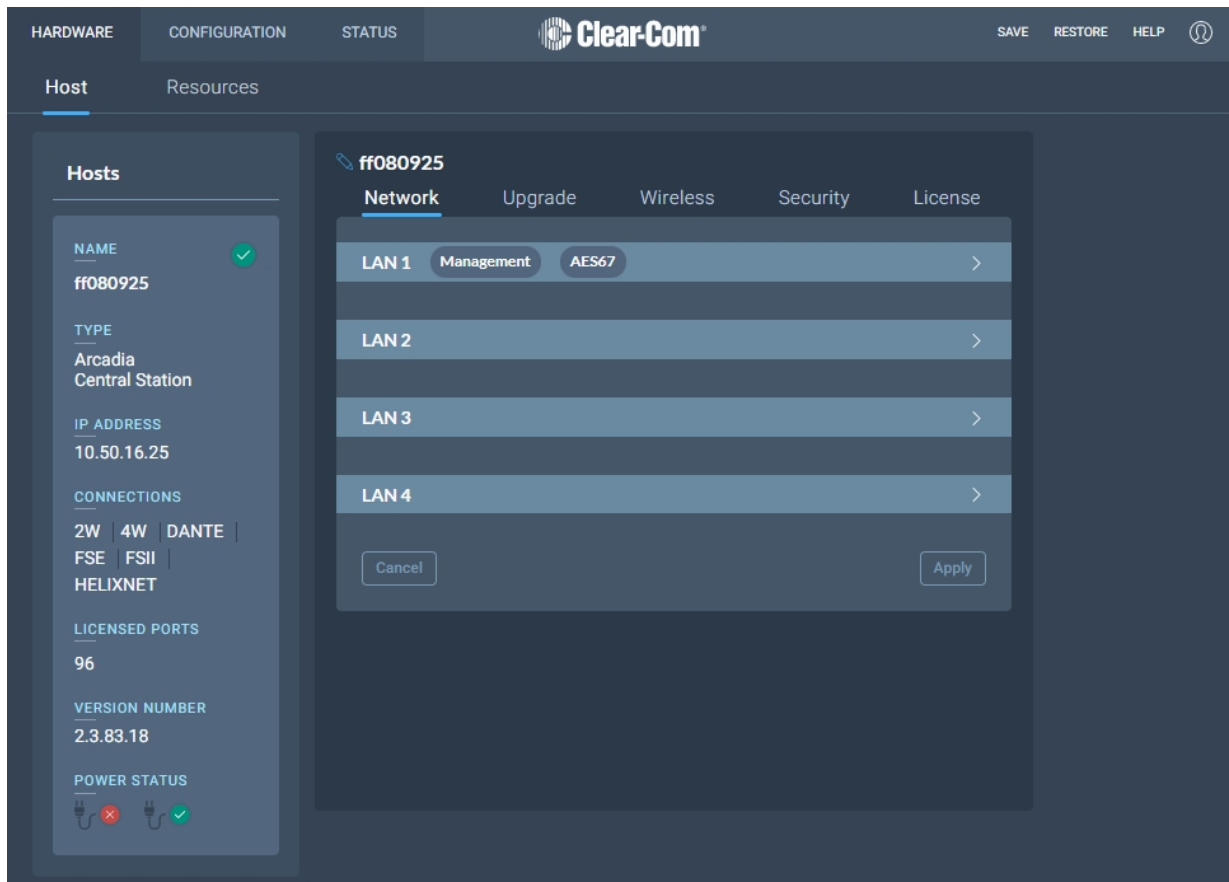 HARDWARE CONFIGURATION STATUS Clear-Com® SAVE RESTORE HELP
Host Resources
Hosts
NAME
ff080925
TYPE
Arcadia
Central Station
IP ADDRESS
10.50.16.25
CONNECTIONS
2W | 4W | DANTE |
FSE | FSII |
HELIXNET
LICENSED PORTS
96
VERSION NUMBER
2.3.83.18
POWER STATUS
ff080925
Network Upgrade Wireless Security License
LAN 1 Management AES67
LAN 2
LAN 3
LAN 4
Cancel Apply